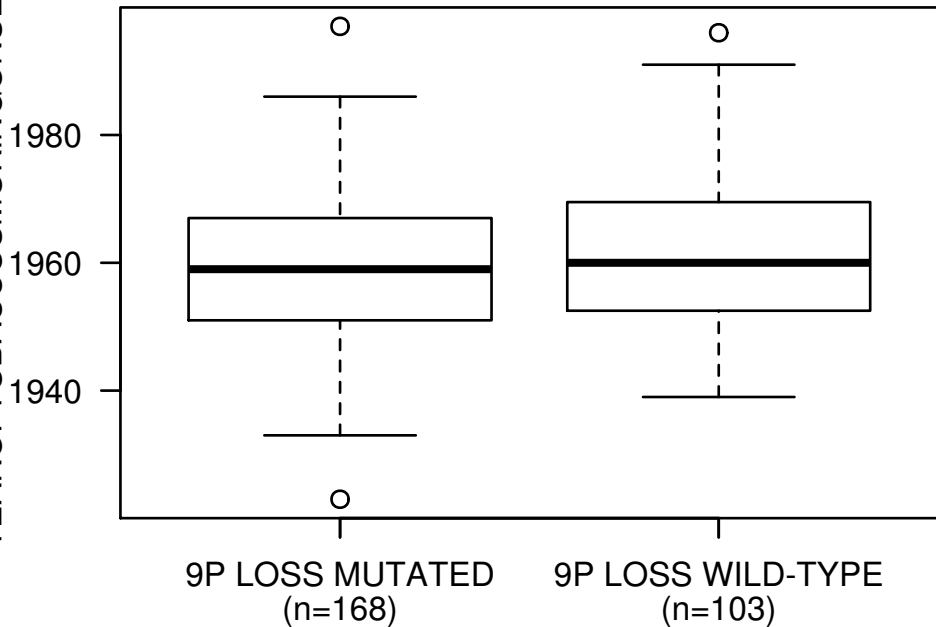 1980
1960
1940
9P LOSS MUTATED
(n=168)
9P LOSS WILD-TYPE
(n=103)